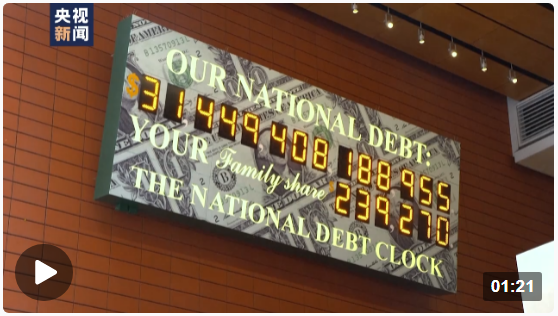 央视
新闻
OUR NATIONAL DEBT:
$31,449,408,188,955
YOUR Family share $239,270
THE NATIONAL DEBT CLOCK
01:21